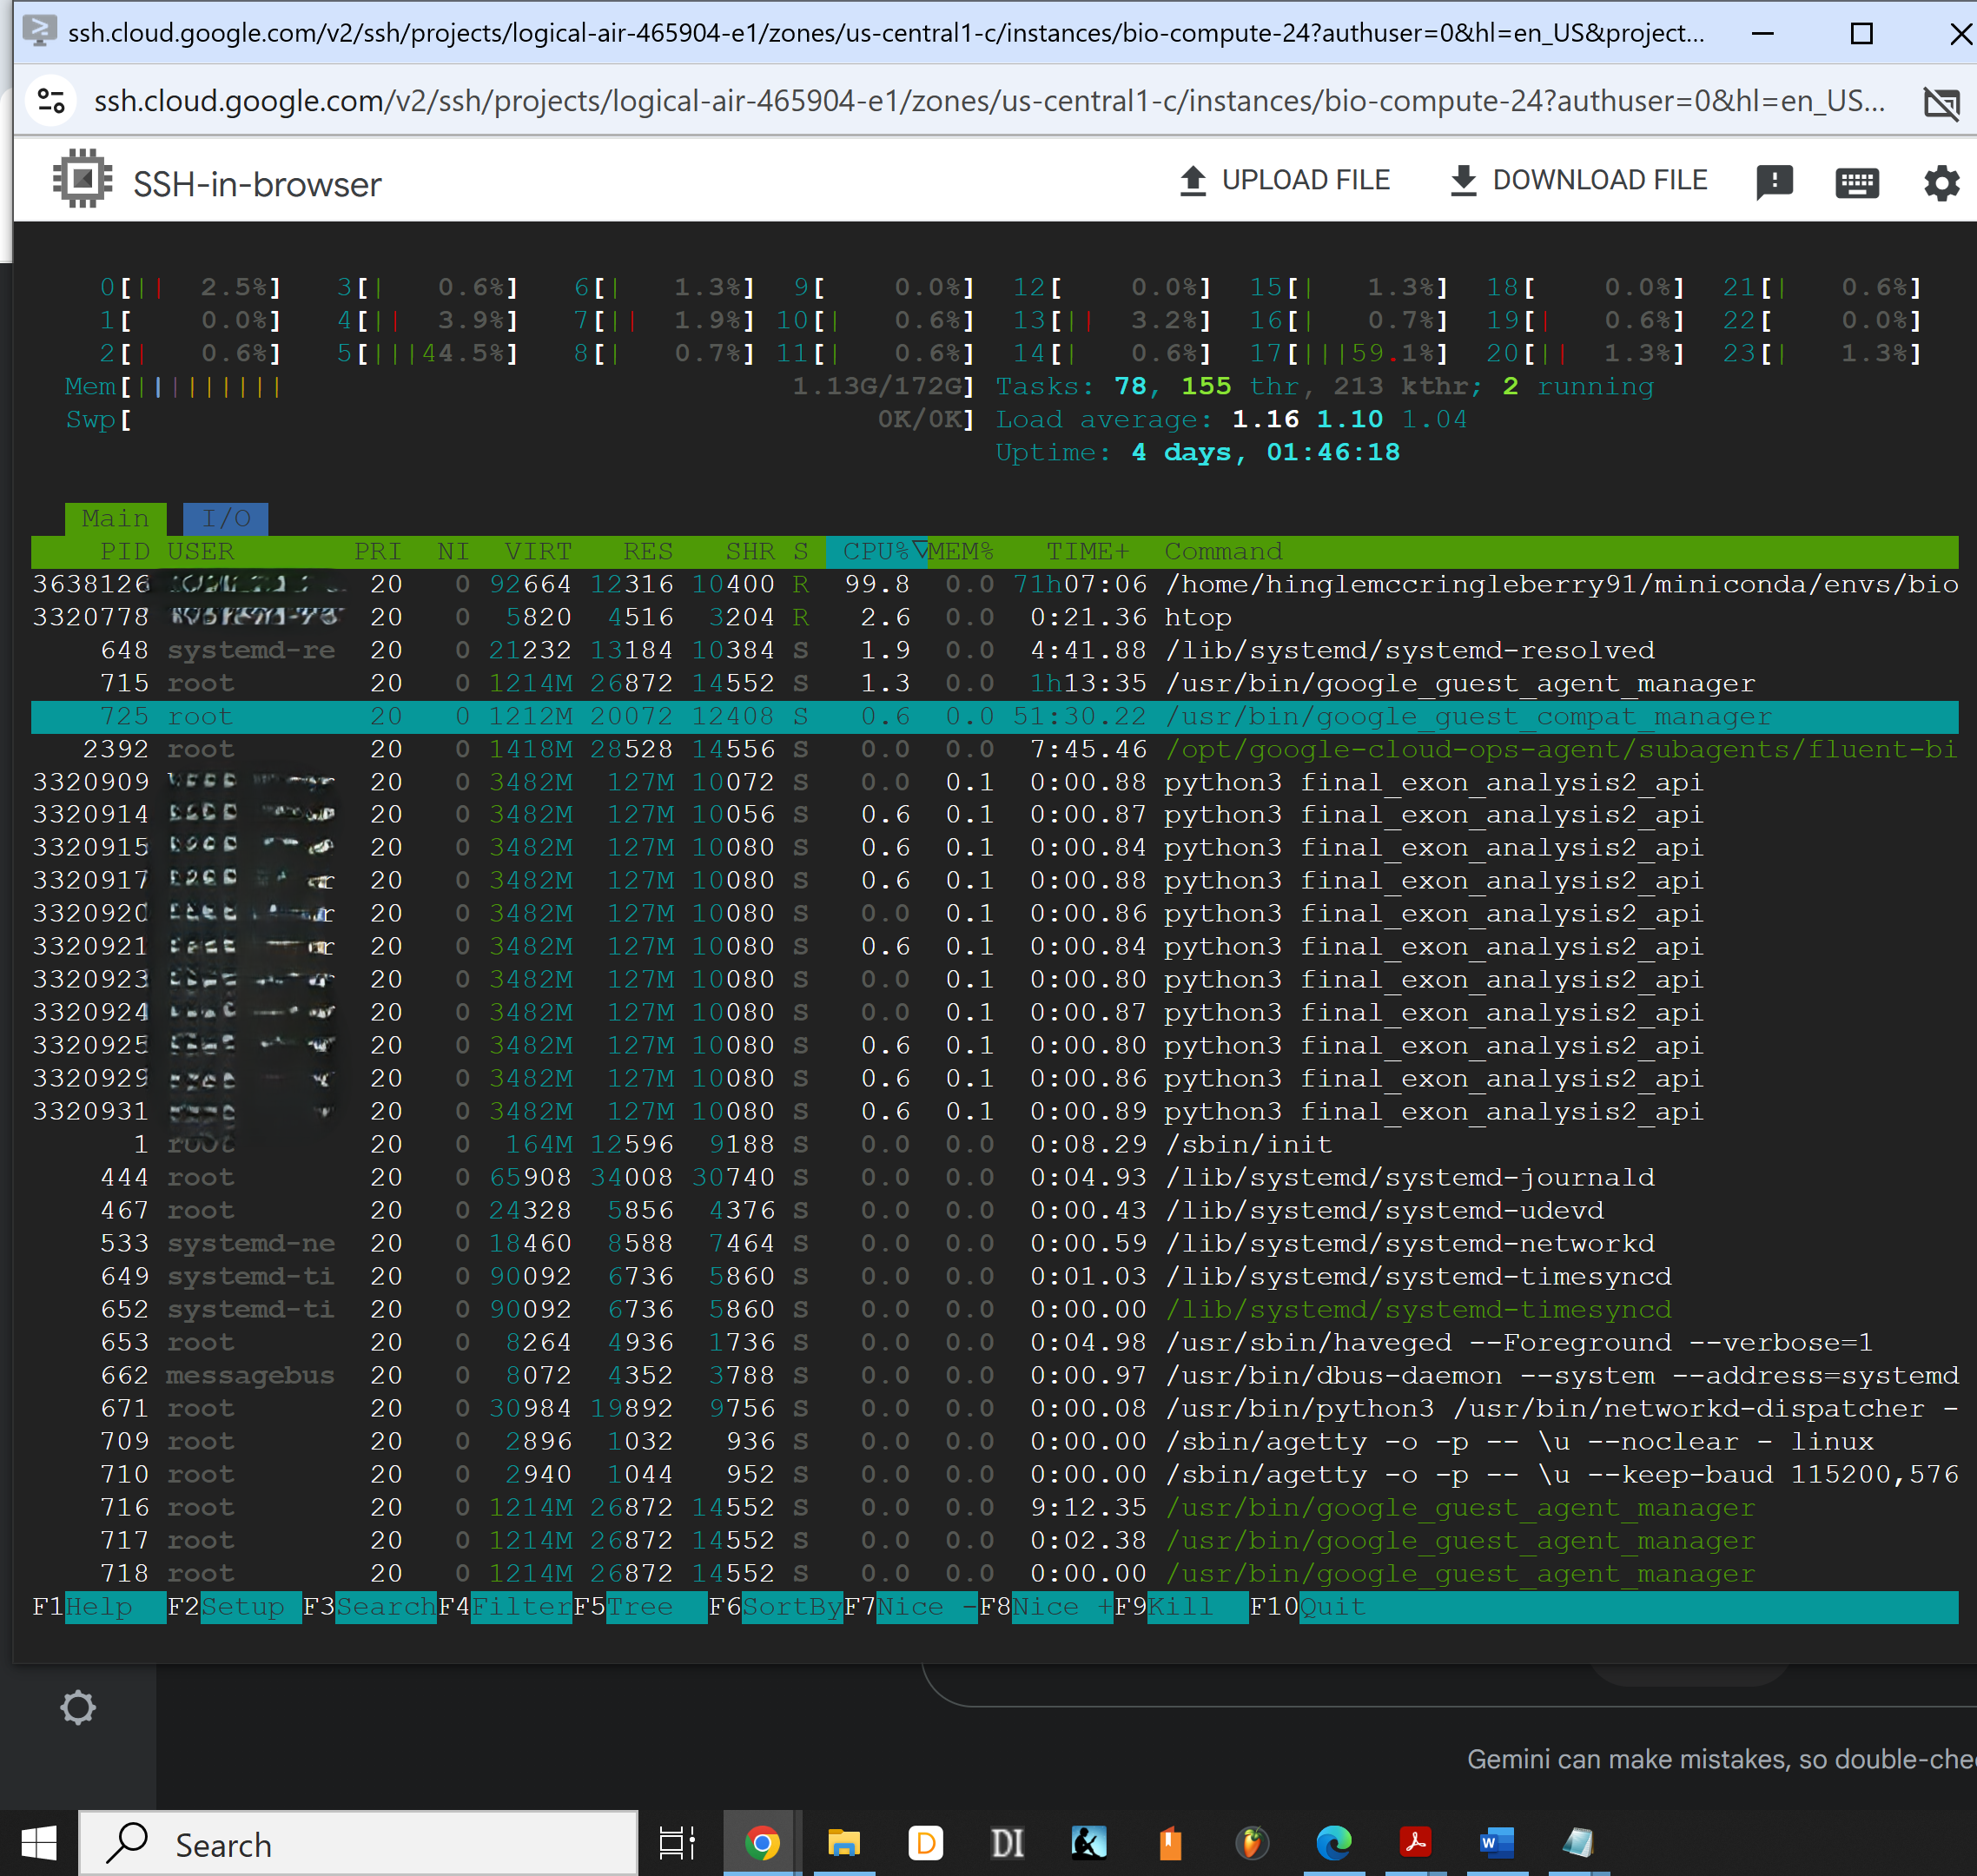 ssh.cloud.google.com/v2/ssh/projects/logical-air-465904-e1/zones/us-central1-c/instances/bio-compute-24?authuser=0&hl=en_US&project...
ssh.cloud.google.com/v2/ssh/projects/logical-air-465904-e1/zones/us-central1-c/instances/bio-compute-24?authuser=0&hl=en_US...
SSH-in-browser UPLOAD FILE DOWNLOAD FILE
0[|| 2.5%] 3[| 0.6%] 6[| 1.3%] 9[ 0.0%] 12[ 0.0%] 15[| 1.3%] 18[ 0.0%] 21[| 0.6%]
1[ 0.0%] 4[|| 3.9%] 7[|| 1.9%] 10[| 0.6%] 13[|| 3.2%] 16[| 0.7%] 19[| 0.6%] 22[ 0.0%]
2[| 0.6%] 5[|||44.5%] 8[| 0.7%] 11[| 0.6%] 14[| 0.6%] 17[|||59.1%] 20[|| 1.3%] 23[| 1.3%]
Mem[||||||||| 1.13G/172G] Tasks: 78, 155 thr, 213 kthr; 2 running
Swp[ 0K/0K] Load average: 1.16 1.10 1.04
Uptime: 4 days, 01:46:18
Main I/O
PID USER PRI NI VIRT RES SHR S CPU%▽MEM% TIME+ Command
3638126 20 0 92664 12316 10400 R 99.8 0.0 71h07:06 /home/hinglemccringleberry91/miniconda/envs/bio
3320778 20 0 5820 4516 3204 R 2.6 0.0 0:21.36 htop
648 systemd-re 20 0 21232 13184 10384 S 1.9 0.0 4:41.88 /lib/systemd/systemd-resolved
715 root 20 0 1214M 26872 14552 S 1.3 0.0 1h13:35 /usr/bin/google_guest_agent_manager
725 root 20 0 1212M 20072 12408 S 0.6 0.0 51:30.22 /usr/bin/google_guest_compat_manager
2392 root 20 0 1418M 28528 14556 S 0.0 0.0 7:45.46 /opt/google-cloud-ops-agent/subagents/fluent-bi
3320909 20 0 3482M 127M 10072 S 0.0 0.1 0:00.88 python3 final_exon_analysis2_api
3320914 20 0 3482M 127M 10056 S 0.6 0.1 0:00.87 python3 final_exon_analysis2_api
3320915 20 0 3482M 127M 10080 S 0.6 0.1 0:00.84 python3 final_exon_analysis2_api
3320917 20 0 3482M 127M 10080 S 0.6 0.1 0:00.88 python3 final_exon_analysis2_api
3320920 20 0 3482M 127M 10080 S 0.0 0.1 0:00.86 python3 final_exon_analysis2_api
3320921 20 0 3482M 127M 10080 S 0.6 0.1 0:00.84 python3 final_exon_analysis2_api
3320923 20 0 3482M 127M 10080 S 0.0 0.1 0:00.80 python3 final_exon_analysis2_api
3320924 20 0 3482M 127M 10080 S 0.0 0.1 0:00.87 python3 final_exon_analysis2_api
3320925 20 0 3482M 127M 10080 S 0.6 0.1 0:00.80 python3 final_exon_analysis2_api
3320929 20 0 3482M 127M 10080 S 0.6 0.1 0:00.86 python3 final_exon_analysis2_api
3320931 20 0 3482M 127M 10080 S 0.6 0.1 0:00.89 python3 final_exon_analysis2_api
1 root 20 0 164M 12596 9188 S 0.0 0.0 0:08.29 /sbin/init
444 root 20 0 65908 34008 30740 S 0.0 0.0 0:04.93 /lib/systemd/systemd-journald
467 root 20 0 24328 5856 4376 S 0.0 0.0 0:00.43 /lib/systemd/systemd-udevd
533 systemd-ne 20 0 18460 8588 7464 S 0.0 0.0 0:00.59 /lib/systemd/systemd-networkd
649 systemd-ti 20 0 90092 6736 5860 S 0.0 0.0 0:01.03 /lib/systemd/systemd-timesyncd
652 systemd-ti 20 0 90092 6736 5860 S 0.0 0.0 0:00.00 /lib/systemd/systemd-timesyncd
653 root 20 0 8264 4936 1736 S 0.0 0.0 0:04.98 /usr/sbin/haveged --Foreground --verbose=1
662 messagebus 20 0 8072 4352 3788 S 0.0 0.0 0:00.97 /usr/bin/dbus-daemon --system --address=systemd
671 root 20 0 30984 19892 9756 S 0.0 0.0 0:00.08 /usr/bin/python3 /usr/bin/networkd-dispatcher -
709 root 20 0 2896 1032 936 S 0.0 0.0 0:00.00 /sbin/agetty -o -p -- \u --noclear - linux
710 root 20 0 2940 1044 952 S 0.0 0.0 0:00.00 /sbin/agetty -o -p -- \u --keep-baud 115200,576
716 root 20 0 1214M 26872 14552 S 0.0 0.0 9:12.35 /usr/bin/google_guest_agent_manager
717 root 20 0 1214M 26872 14552 S 0.0 0.0 0:02.38 /usr/bin/google_guest_agent_manager
718 root 20 0 1214M 26872 14552 S 0.0 0.0 0:00.00 /usr/bin/google_guest_agent_manager
F1Help F2Setup F3SearchF4FilterF5Tree F6SortByF7Nice -F8Nice +F9Kill F10Quit
Gemini can make mistakes, so double-che
Search D DI W